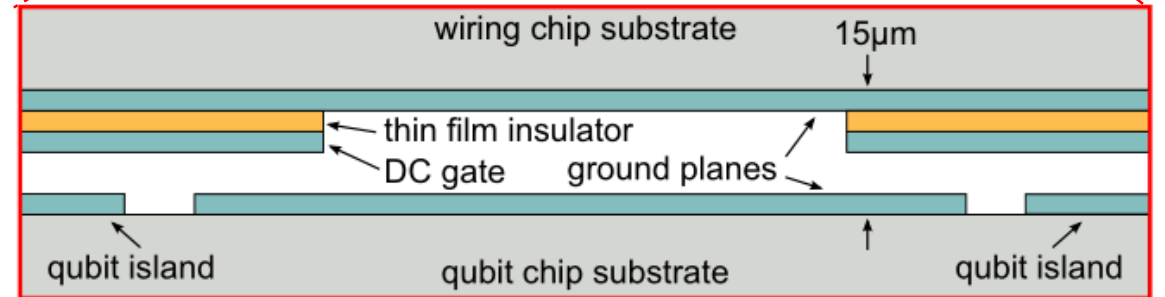 wiring chip substrate
15µm
thin film insulator
DC gate
ground planes
qubit island
qubit chip substrate
qubit island